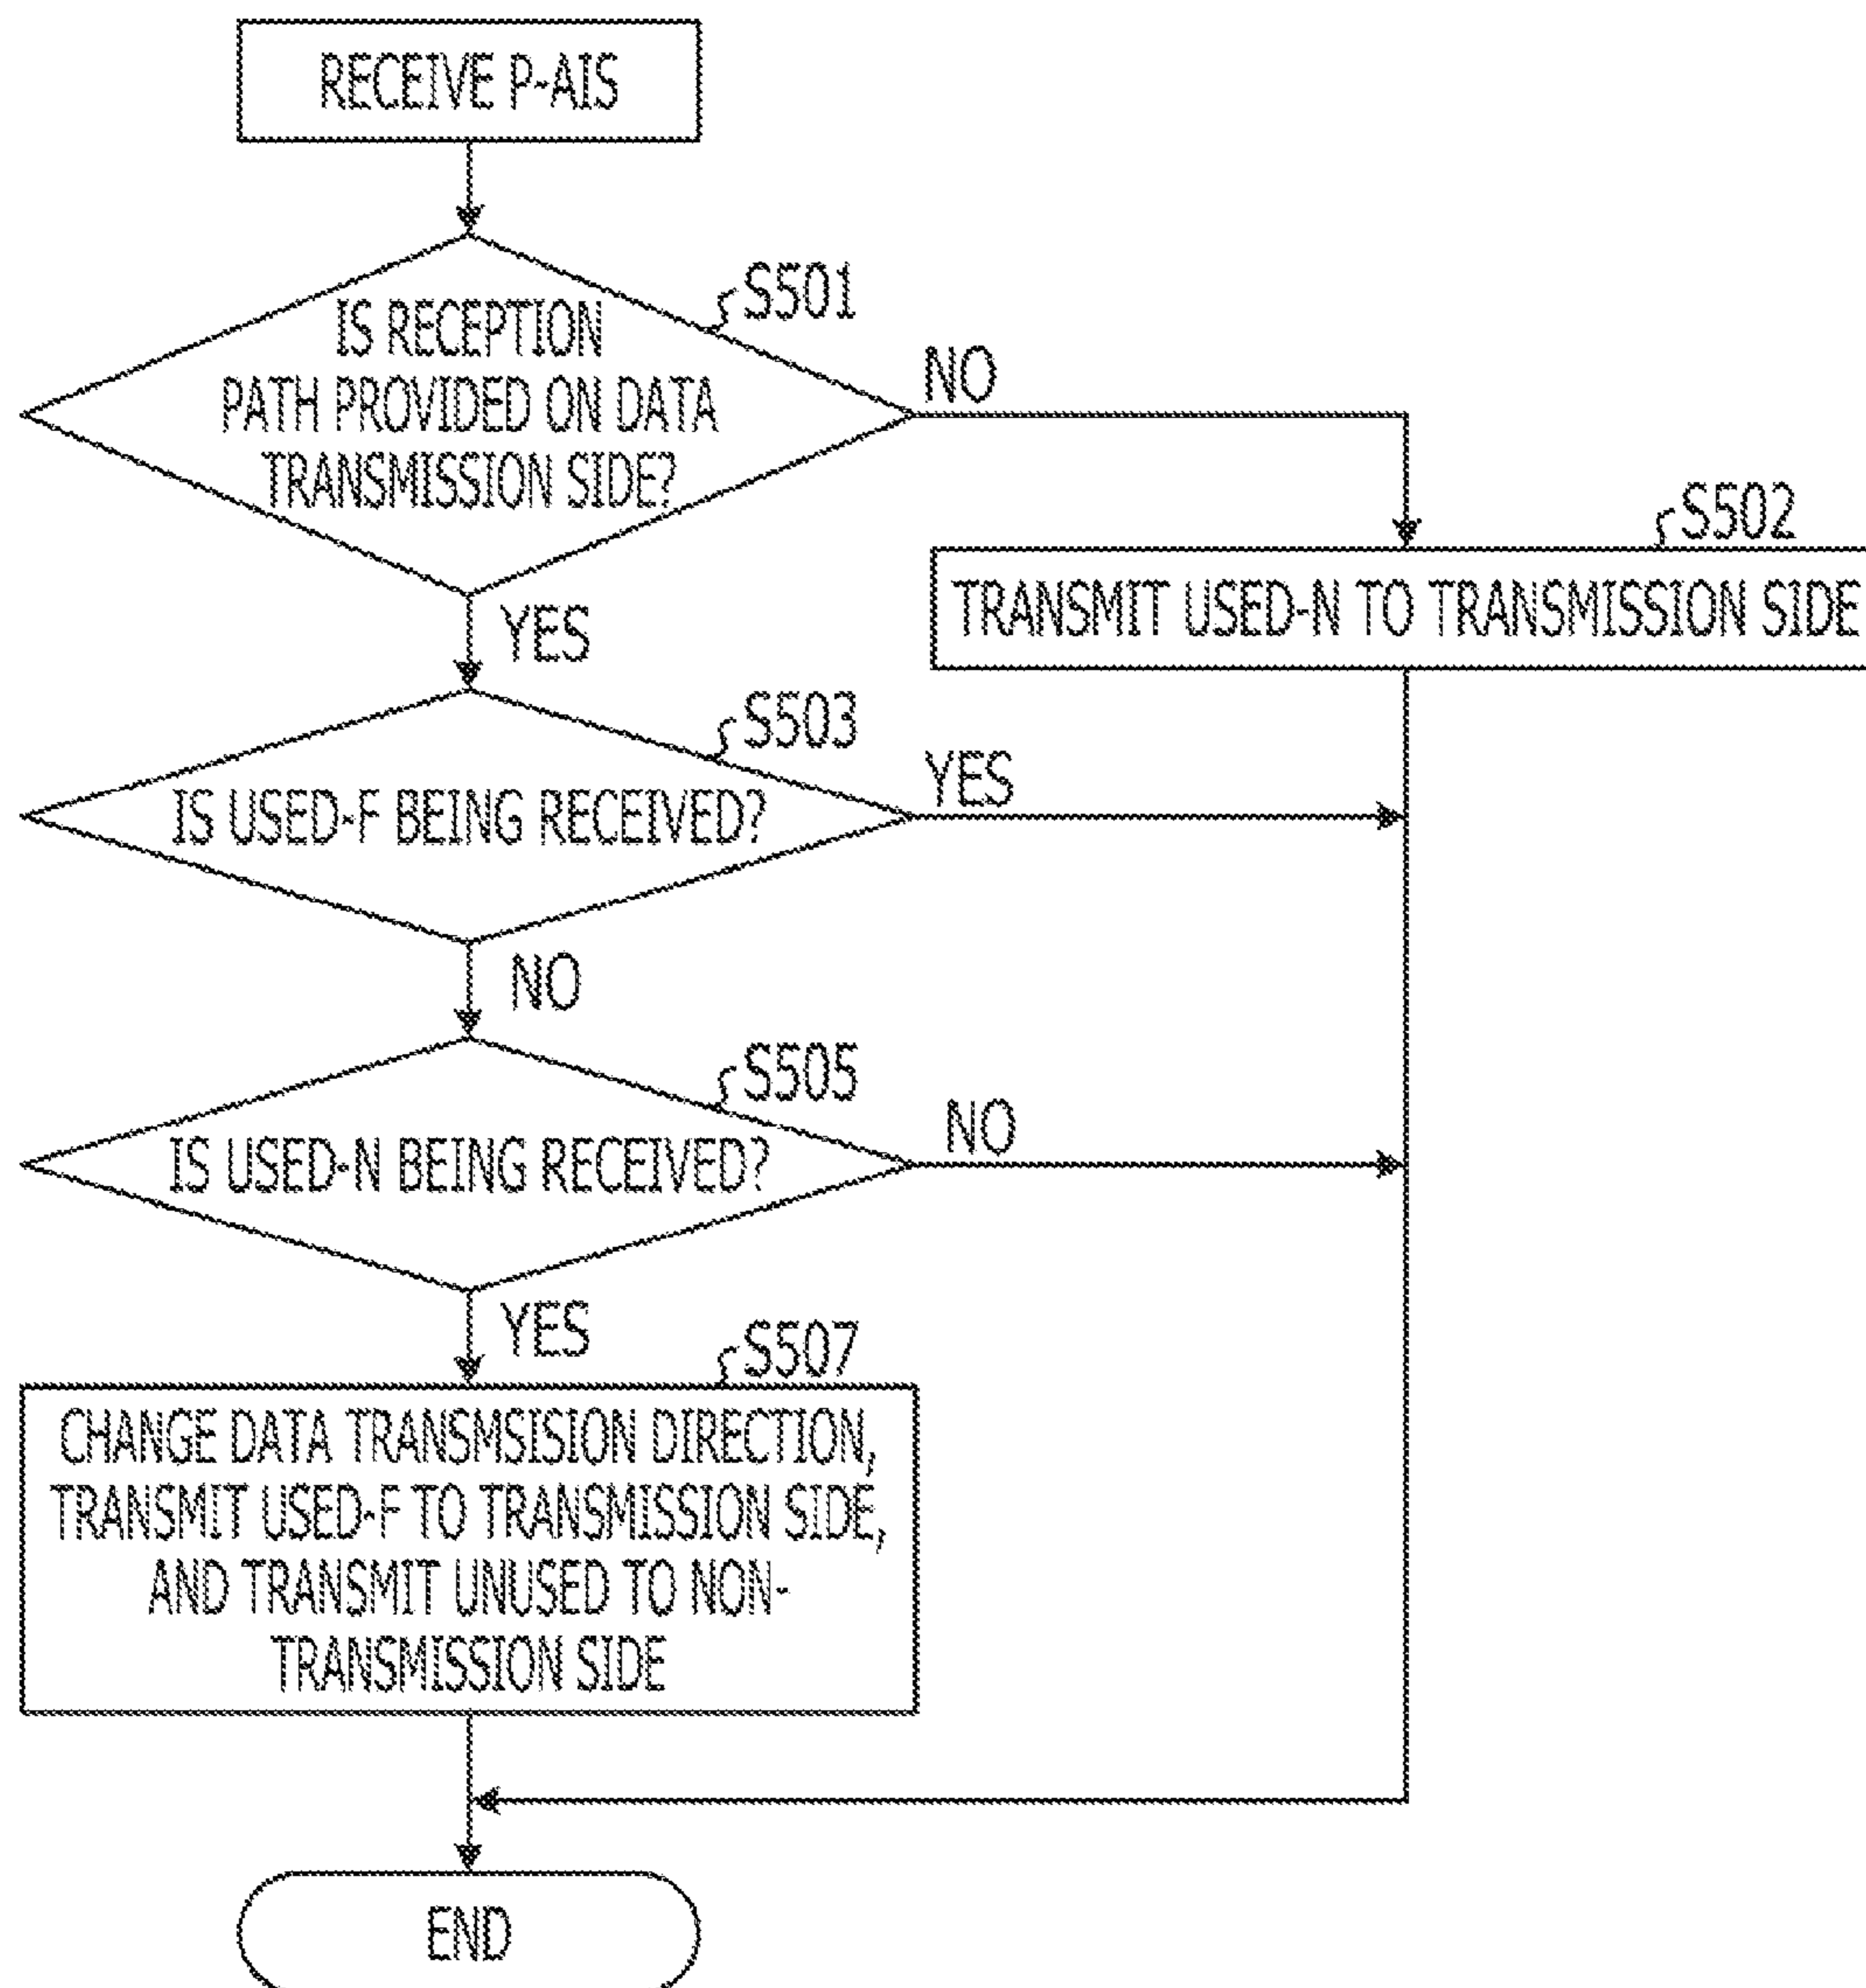 RECEIVE P-AIS
S501
IS RECEPTION
PATH PROVIDED ON DATA
TRANSMISSION SIDE?
NO
S502
TRANSMIT USED-N TO TRANSMISSION SIDE
YES
S503
IS USED-F BEING RECEIVED?
YES
NO
S505
IS USED-N BEING RECEIVED?
NO
YES
S507
CHANGE DATA TRANSMSISION DIRECTION,
TRANSMIT USED-F TO TRANSMISSION SIDE,
AND TRANSMIT UNUSED TO NON-
TRANSMISSION SIDE
END